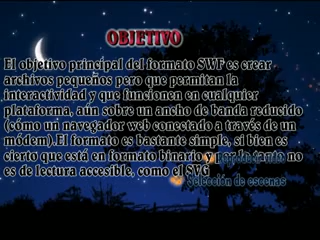 OBJETIVO
El objetivo principal del formato SWF es crear
archivos pequeños pero que permitan la
interactividad y que funcionen en cualquier
plataforma, aún sobre un ancho de banda reducido
(cómo un navegador web conectado a través de un
módem).El formato es bastante simple, si bien es
cierto que está en formato binario y por lo tanto no
es de lectura accesible, como el SVG
Selección de escenas